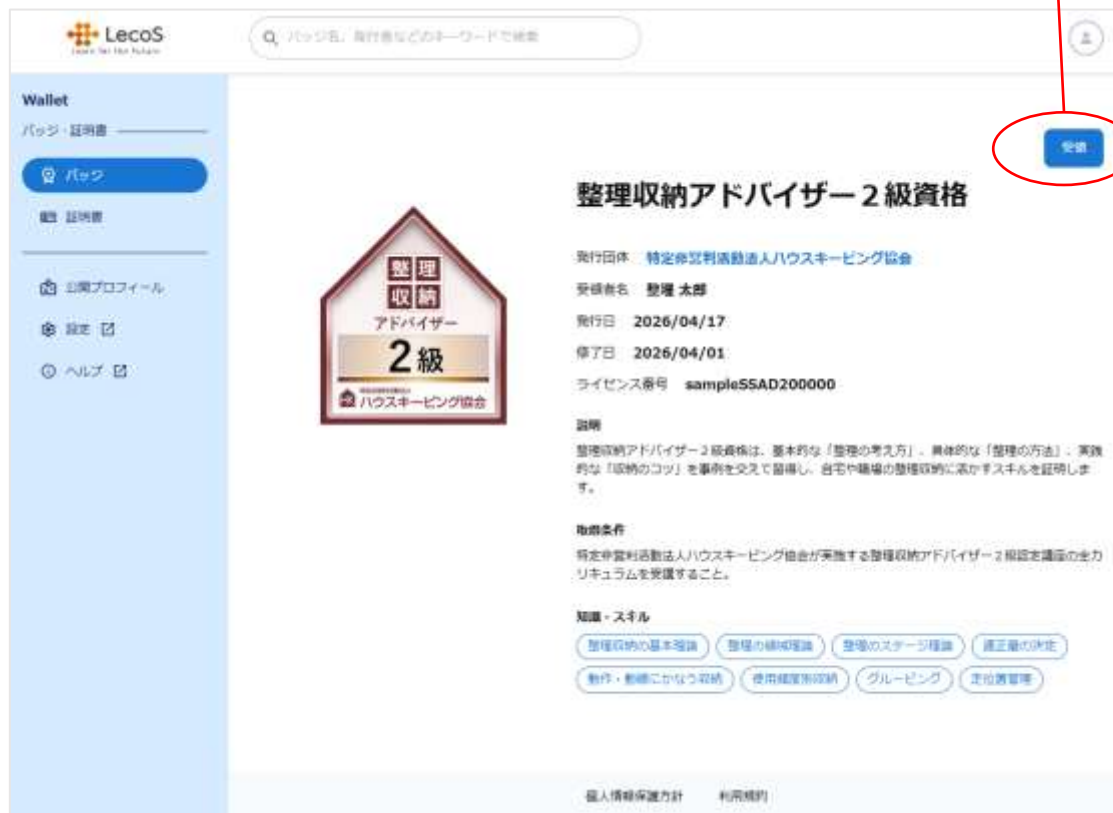 LecoS
Learn for the Future
バッジ名、発行者などのキーワードで検索
Wallet
バッジ・証明書
バッジ
証明書
公開プロフィール
設定
ヘルプ
整理
収納
アドバイザー
2級
ハウスキーピング協会
受領
整理収納アドバイザー2級資格
発行団体 特定非営利活動法人ハウスキーピング協会
受領者名 整理 太郎
発行日 2026/04/17
修了日 2026/04/01
ライセンス番号 sampleSSAD200000
説明
整理収納アドバイザー2級資格は、基本的な「整理の考え方」、具体的な「整理の方法」、実践
的な「収納のコツ」を事例を交えて習得し、自宅や職場の整理収納に活かすスキルを証明しま
す。
取得条件
特定非営利活動法人ハウスキーピング協会が実施する整理収納アドバイザー2級認定講座の全カ
リキュラムを受講すること。
知識・スキル
整理収納の基本理論 整理の領域理論 整理のステージ理論 適正量の決定
動作・動線にかなう収納 使用頻度別収納 グルーピング 定位置管理
個人情報保護方針 利用規約